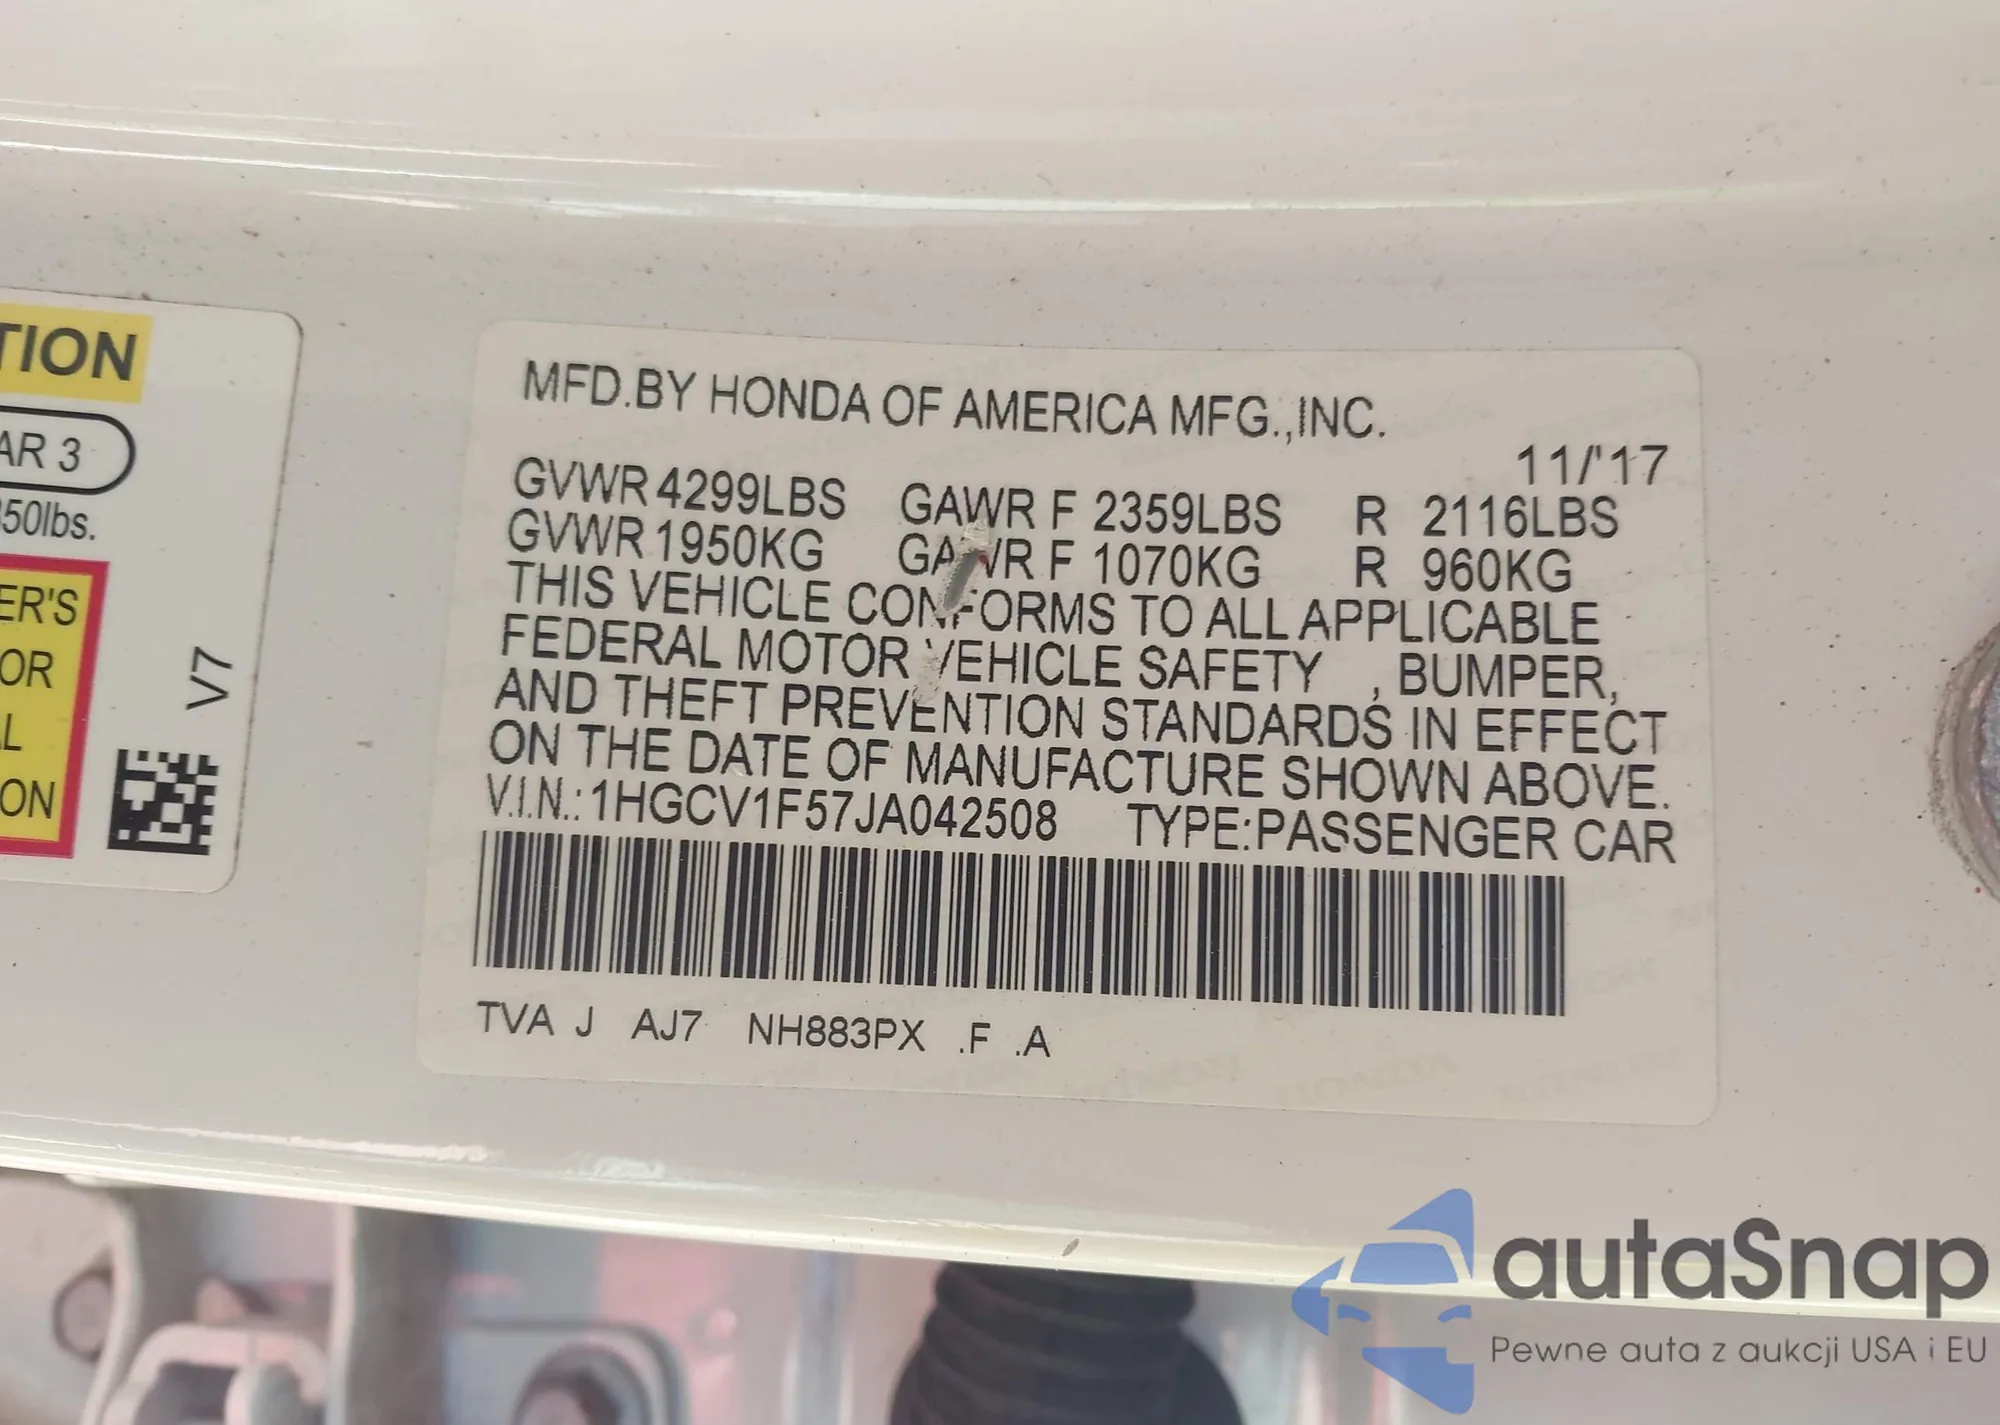 TION
AR 3
50lbs.
ER'S
OR
L
ON
V7
MFD.BY HONDA OF AMERICA MFG.,INC.
11/'17
GVWR 4299LBS GAWR F 2359LBS R 2116LBS
GVWR 1950KG GAWR F 1070KG R 960KG
THIS VEHICLE CONFORMS TO ALL APPLICABLE
FEDERAL MOTOR VEHICLE SAFETY , BUMPER,
AND THEFT PREVENTION STANDARDS IN EFFECT
ON THE DATE OF MANUFACTURE SHOWN ABOVE.
V.I.N.: 1HGCV1F57JA042508 TYPE:PASSENGER CAR
TVA J AJ7 NH883PX .F .A
autaSnap
Pewne auta z aukcji USA i EU